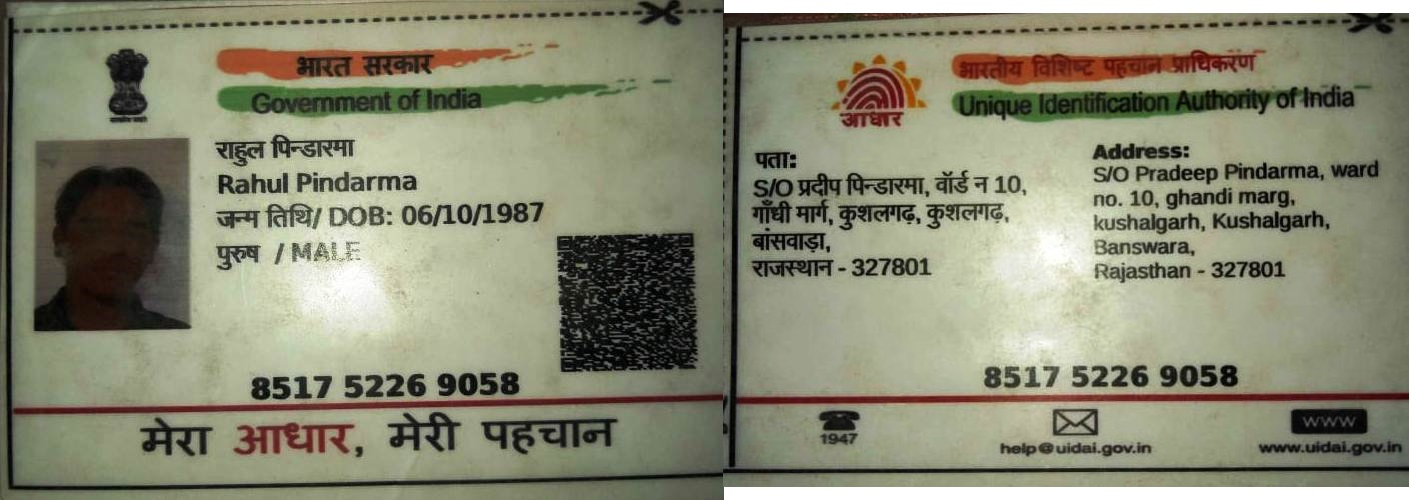 भारत सरकार
Government of India
राहुल पिन्डारमा
Rahul Pindarma
जन्म तिथि/ DOB: 06/10/1987
पुरुष / MALE
8517 5226 9058
मेरा आधार, मेरी पहचान
भारतीय विशिष्ट पहचान प्राधिकरण
Unique Identification Authority of India
आधार
पता:
S/O प्रदीप पिन्डारमा, वॉर्ड न 10,
गाँधी मार्ग, कुशलगढ़, कुशलगढ़,
बांसवाड़ा,
राजस्थान - 327801
Address:
S/O Pradeep Pindarma, ward
no. 10, ghandi marg,
kushalgarh, Kushalgarh,
Banswara,
Rajasthan - 327801
8517 5226 9058
1947
help@uidai.gov.in
www
www.uidai.gov.in